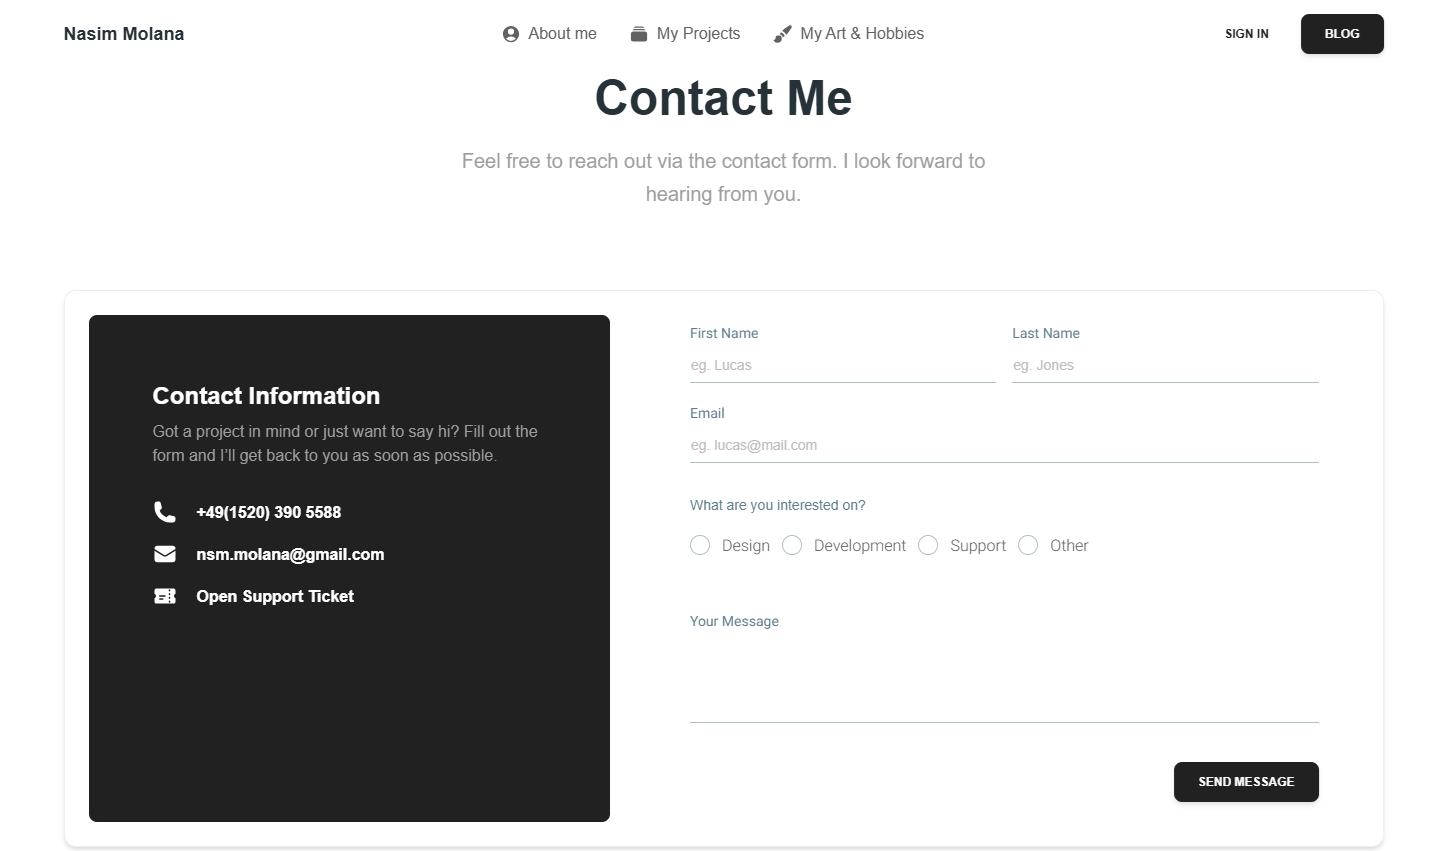 Nasim Molana
About me
My Projects
My Art & Hobbies
SIGN IN
BLOG
Contact Me
Feel free to reach out via the contact form. I look forward to
hearing from you.
Contact Information
Got a project in mind or just want to say hi? Fill out the
form and I’ll get back to you as soon as possible.
+49(1520) 390 5588
nsm.molana@gmail.com
Open Support Ticket
First Name
Last Name
eg. Lucas
eg. Jones
Email
eg. lucas@mail.com
What are you interested on?
Design
Development
Support
Other
Your Message
SEND MESSAGE